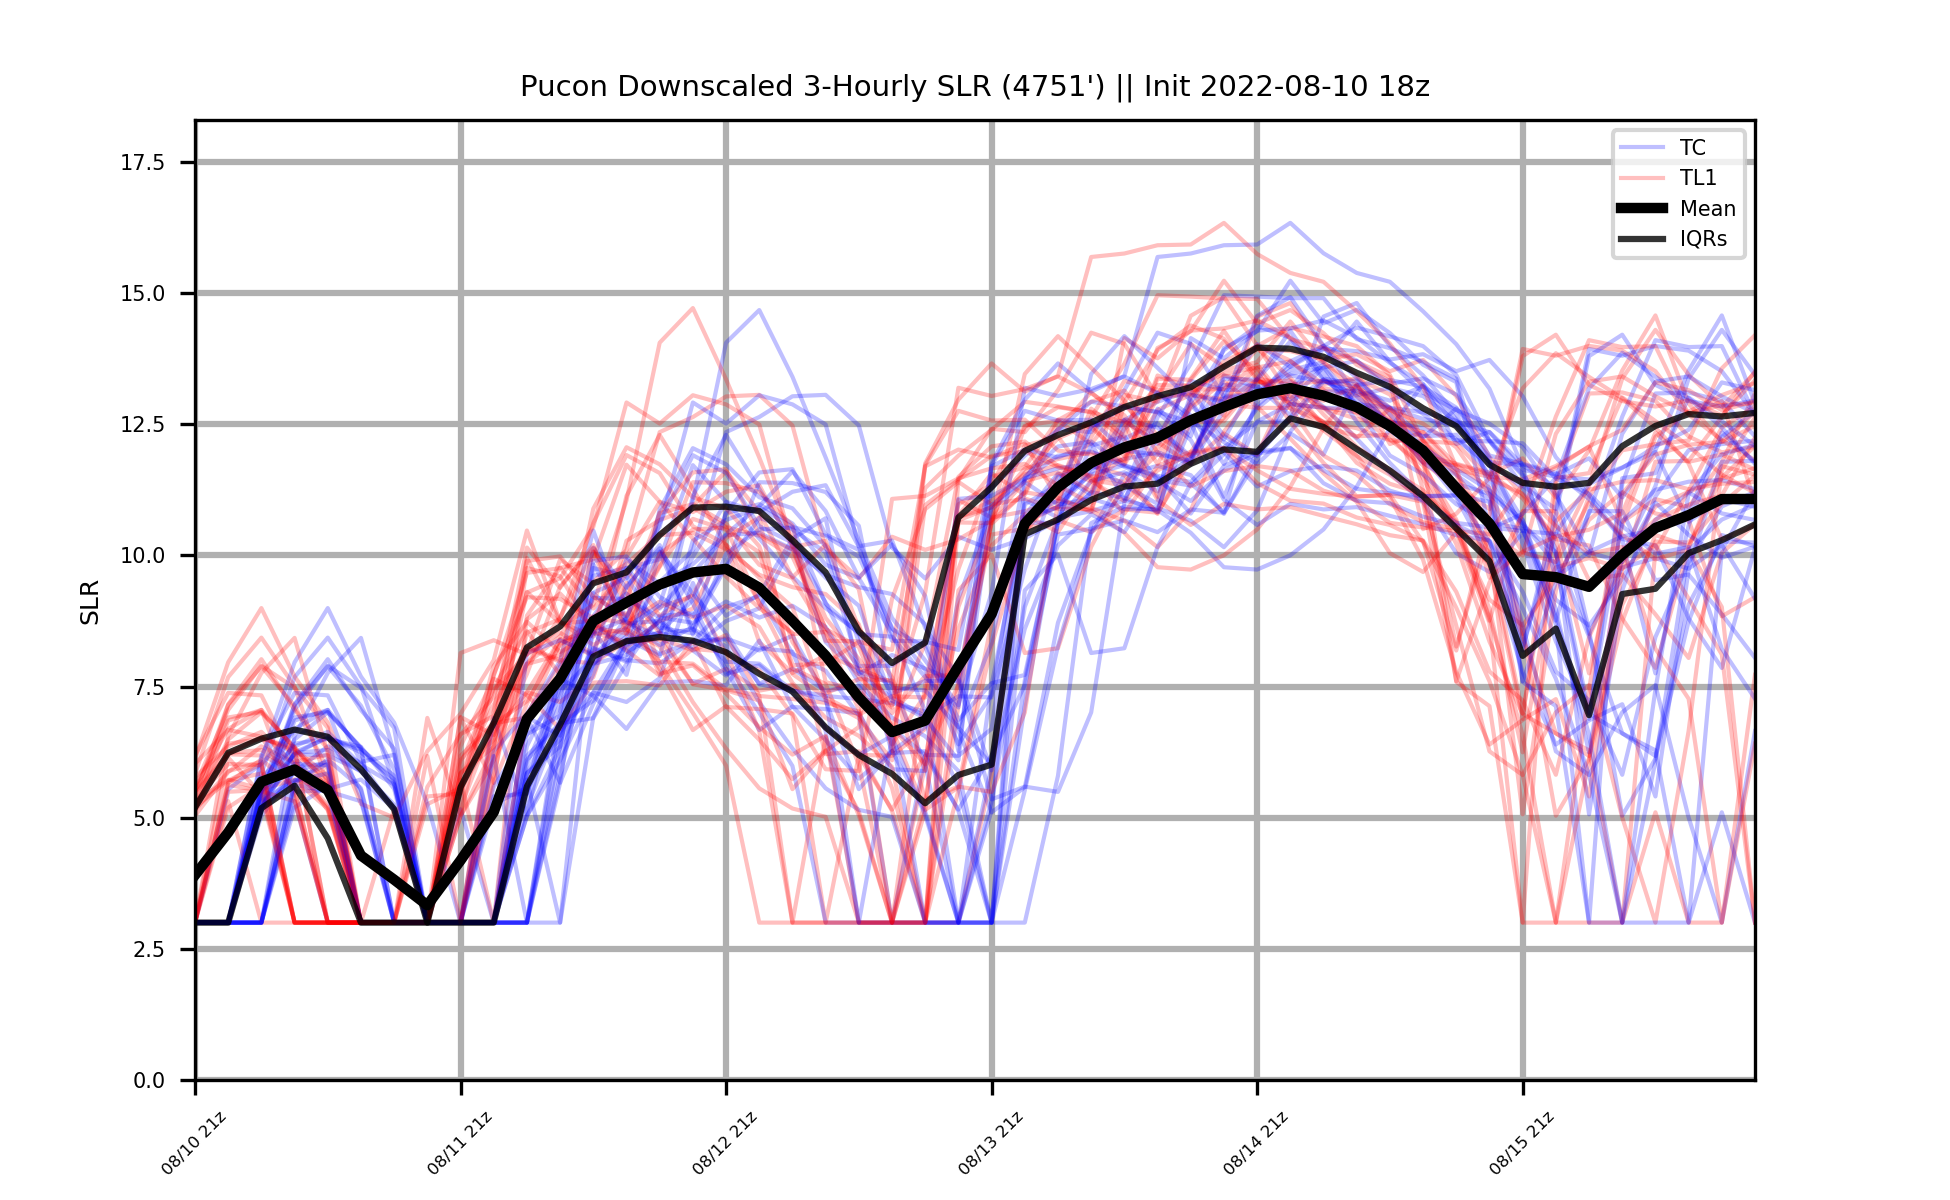 Pucon Downscaled 3-Hourly SLR (4751') || Init 2022-08-10 18z
TC
TL1
Mean
IQRs
SLR
17.5
15.0
12.5
10.0
7.5
5.0
2.5
0.0
08/10 21z
08/11 21z
08/12 21z
08/13 21z
08/14 21z
08/15 21z